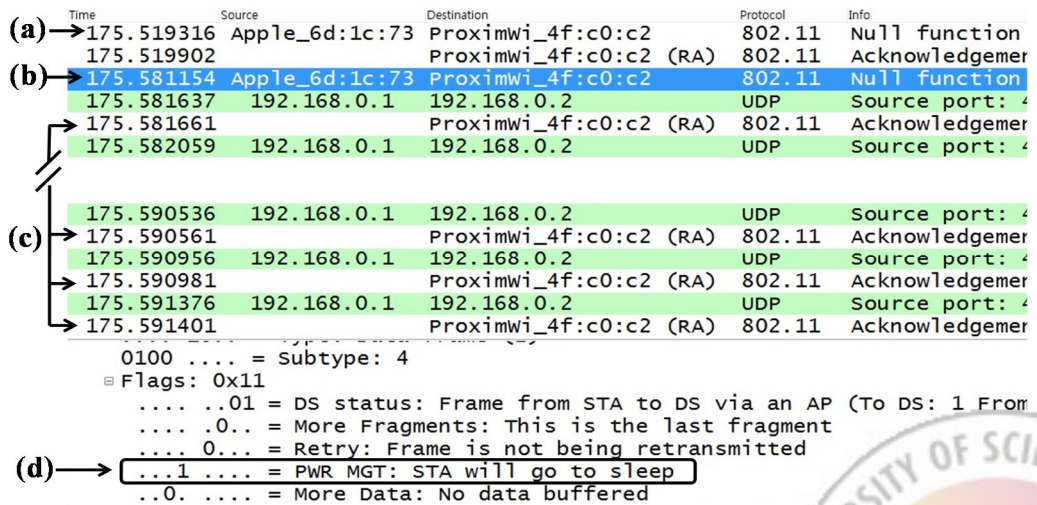 Time Source Destination Protocol Info
(a) 175.519316 Apple_6d:1c:73 ProximWi_4f:c0:c2 802.11 Null function
175.519902 ProximWi_4f:c0:c2 (RA) 802.11 Acknowledgemen
(b) 175.581154 Apple_6d:1c:73 ProximWi_4f:c0:c2 802.11 Null function
175.581637 192.168.0.1 192.168.0.2 UDP Source port: 4
175.581661 ProximWi_4f:c0:c2 (RA) 802.11 Acknowledgemen
175.582059 192.168.0.1 192.168.0.2 UDP Source port: 4
175.590536 192.168.0.1 192.168.0.2 UDP Source port: 4
(c) 175.590561 ProximWi_4f:c0:c2 (RA) 802.11 Acknowledgemen
175.590956 192.168.0.1 192.168.0.2 UDP Source port: 4
175.590981 ProximWi_4f:c0:c2 (RA) 802.11 Acknowledgemen
175.591376 192.168.0.1 192.168.0.2 UDP Source port: 4
175.591401 ProximWi_4f:c0:c2 (RA) 802.11 Acknowledgemen
0100 .... = Subtype: 4
Flags: 0x11
.... ..01 = DS status: Frame from STA to DS via an AP (To DS: 1 From
.... .0.. = More Fragments: This is the last fragment
.... 0... = Retry: Frame is not being retransmitted
(d) ...1 .... = PWR MGT: STA will go to sleep
..0. .... = More Data: No data buffered
OF SCI